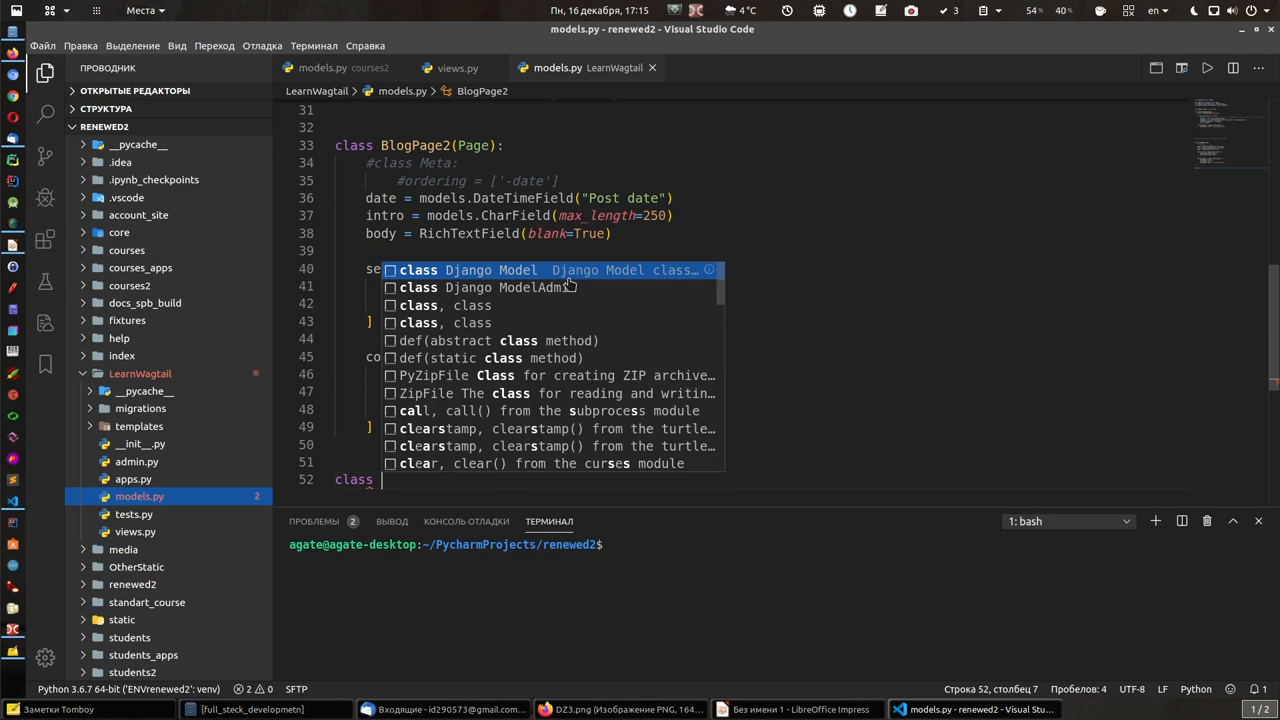 Места
Пн, 16 декабря, 17:15
4°C
3
54%
40%
en
models.py - renewed2 - Visual Studio Code
Файл
Правка
Выделение
Вид
Переход
Отладка
Терминал
Справка
ПРОВОДНИК
models.py courses2
views.py
models.py LearnWagtail
ОТКРЫТЫЕ РЕДАКТОРЫ
СТРУКТУРА
RENEWED2
__pycache__
.idea
.ipynb_checkpoints
.vscode
account_site
core
courses
courses_apps
courses2
docs_spb_build
fixtures
help
index
LearnWagtail
__pycache__
migrations
templates
__init__.py
admin.py
apps.py
models.py 2
tests.py
views.py
media
OtherStatic
renewed2
standart_course
static
students
students_apps
students2
LearnWagtail > models.py > BlogPage2
31
32
33 class BlogPage2(Page):
34 #class Meta:
35 #ordering = ['-date']
36 date = models.DateTimeField("Post date")
37 intro = models.CharField(max_length=250)
38 body = RichTextField(blank=True)
39
40 se
41
42
43 ]
44
45 co
46
47
48
49 ]
50
51
52 class
class Django Model Django Model class…
class Django ModelAdmi
class, class
class, class
def(abstract class method)
def(static class method)
PyZipFile Class for creating ZIP archive…
ZipFile The class for reading and writin…
call, call() from the subprocess module
clearstamp, clearstamp() from the turtle…
clearstamp, clearstamp() from the turtle…
clear, clear() from the curses module
ПРОБЛЕМЫ 2
ВЫВОД
КОНСОЛЬ ОТЛАДКИ
ТЕРМИНАЛ
1: bash
agate@agate-desktop:~/PycharmProjects/renewed2$
Python 3.6.7 64-bit ('ENVrenewed2': venv)
2 0
SFTP
Строка 52, столбец 7
Пробелов: 4
UTF-8
LF
Python
1
Заметки Tomboy
[full_steck_developmetn]
Входящие - id290573@gmail.com…
DZ3.png (Изображение PNG, 164…
Без имени 1 - LibreOffice Impress
models.py - renewed2 - Visual Stud…
1/2